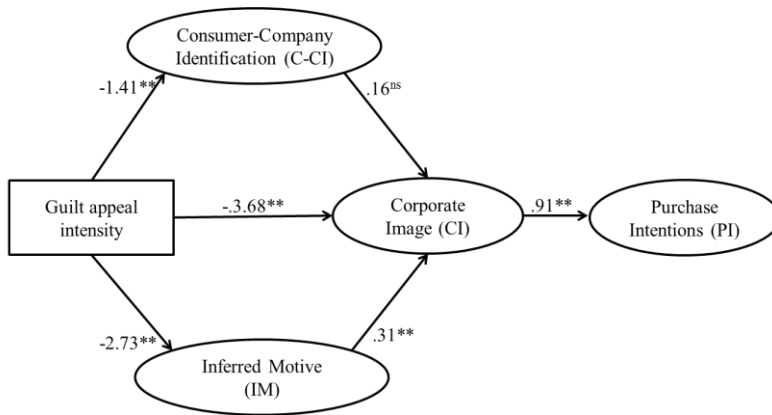 Consumer-Company
Identification (C-CI)
-1.41**
.16ns
Guilt appeal
intensity
-.3.68**
Corporate
Image (CI)
.91**
Purchase
Intentions (PI)
-2.73**
.31**
Inferred Motive
(IM)